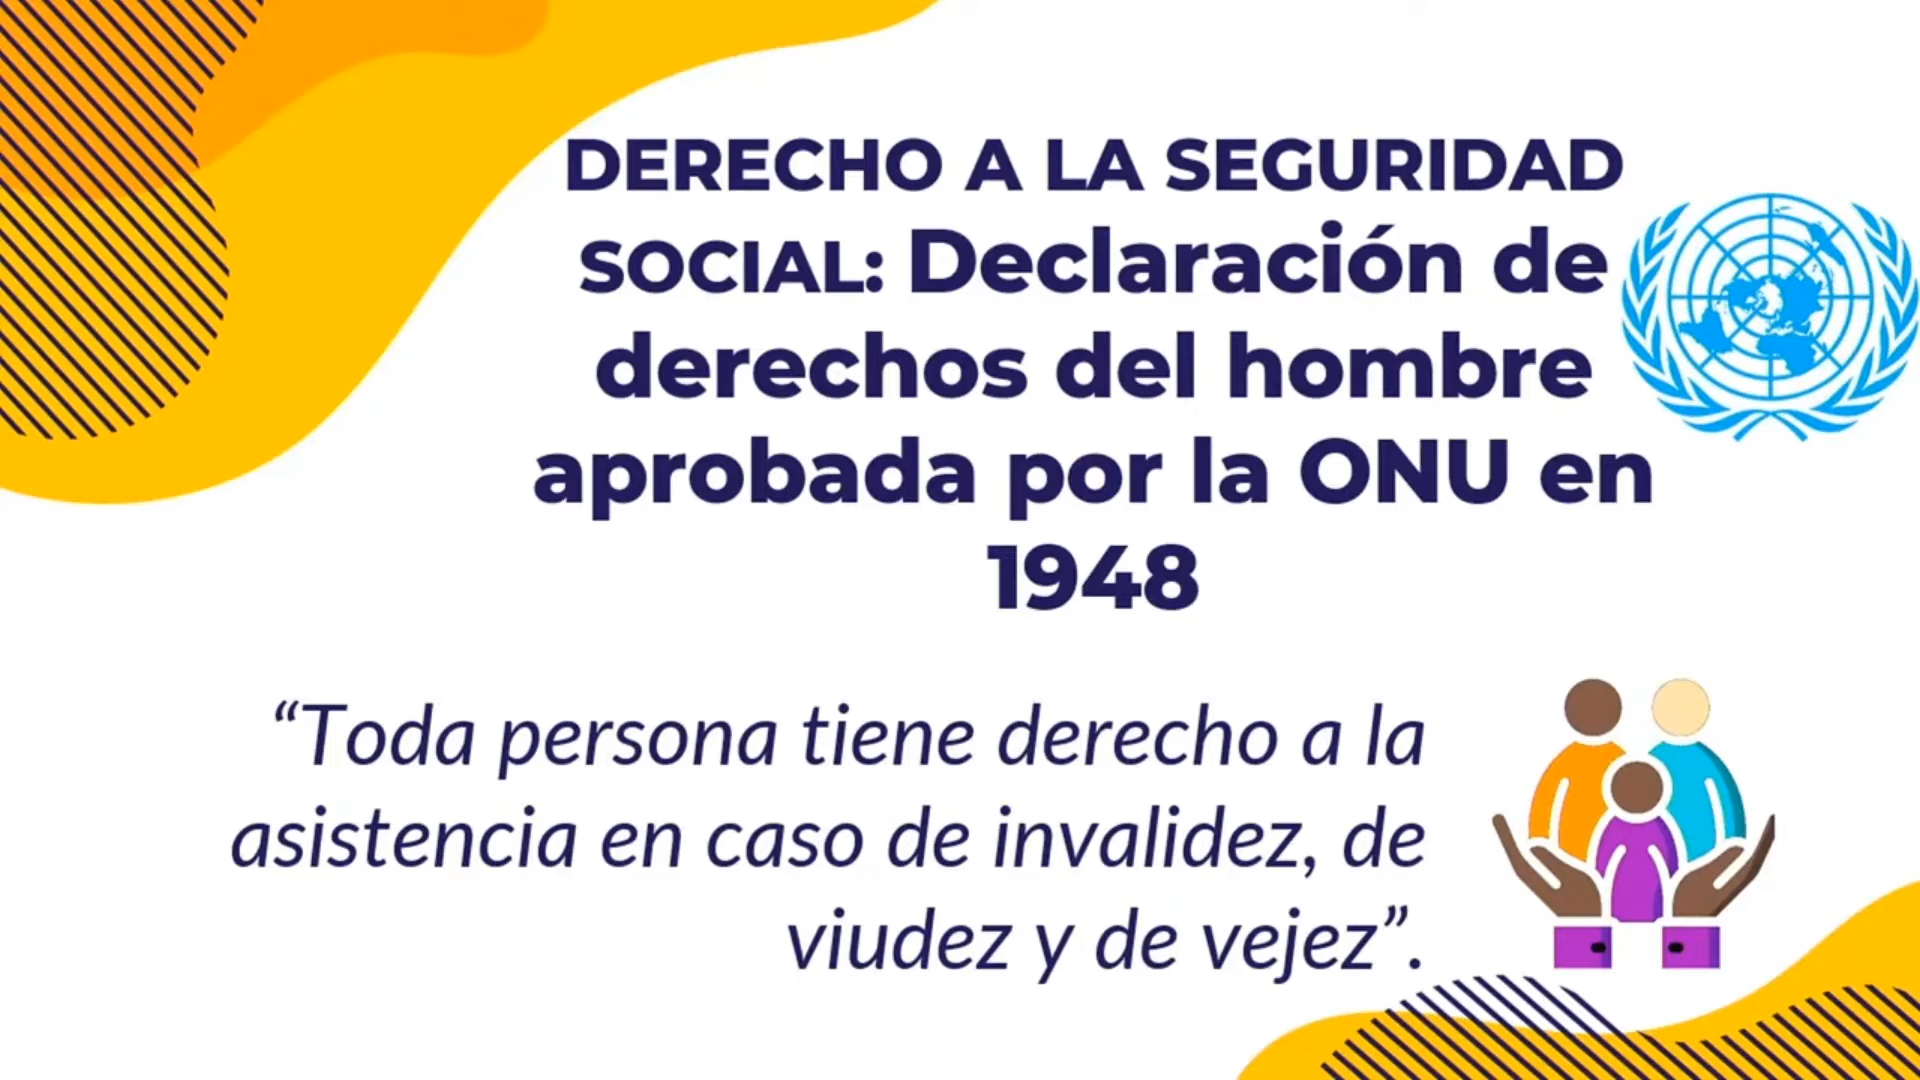 DERECHO A LA SEGURIDAD
SOCIAL: Declaración de
derechos del hombre
aprobada por la ONU en
1948
“Toda persona tiene derecho a la
asistencia en caso de invalidez, de
viudez y de vejez”.